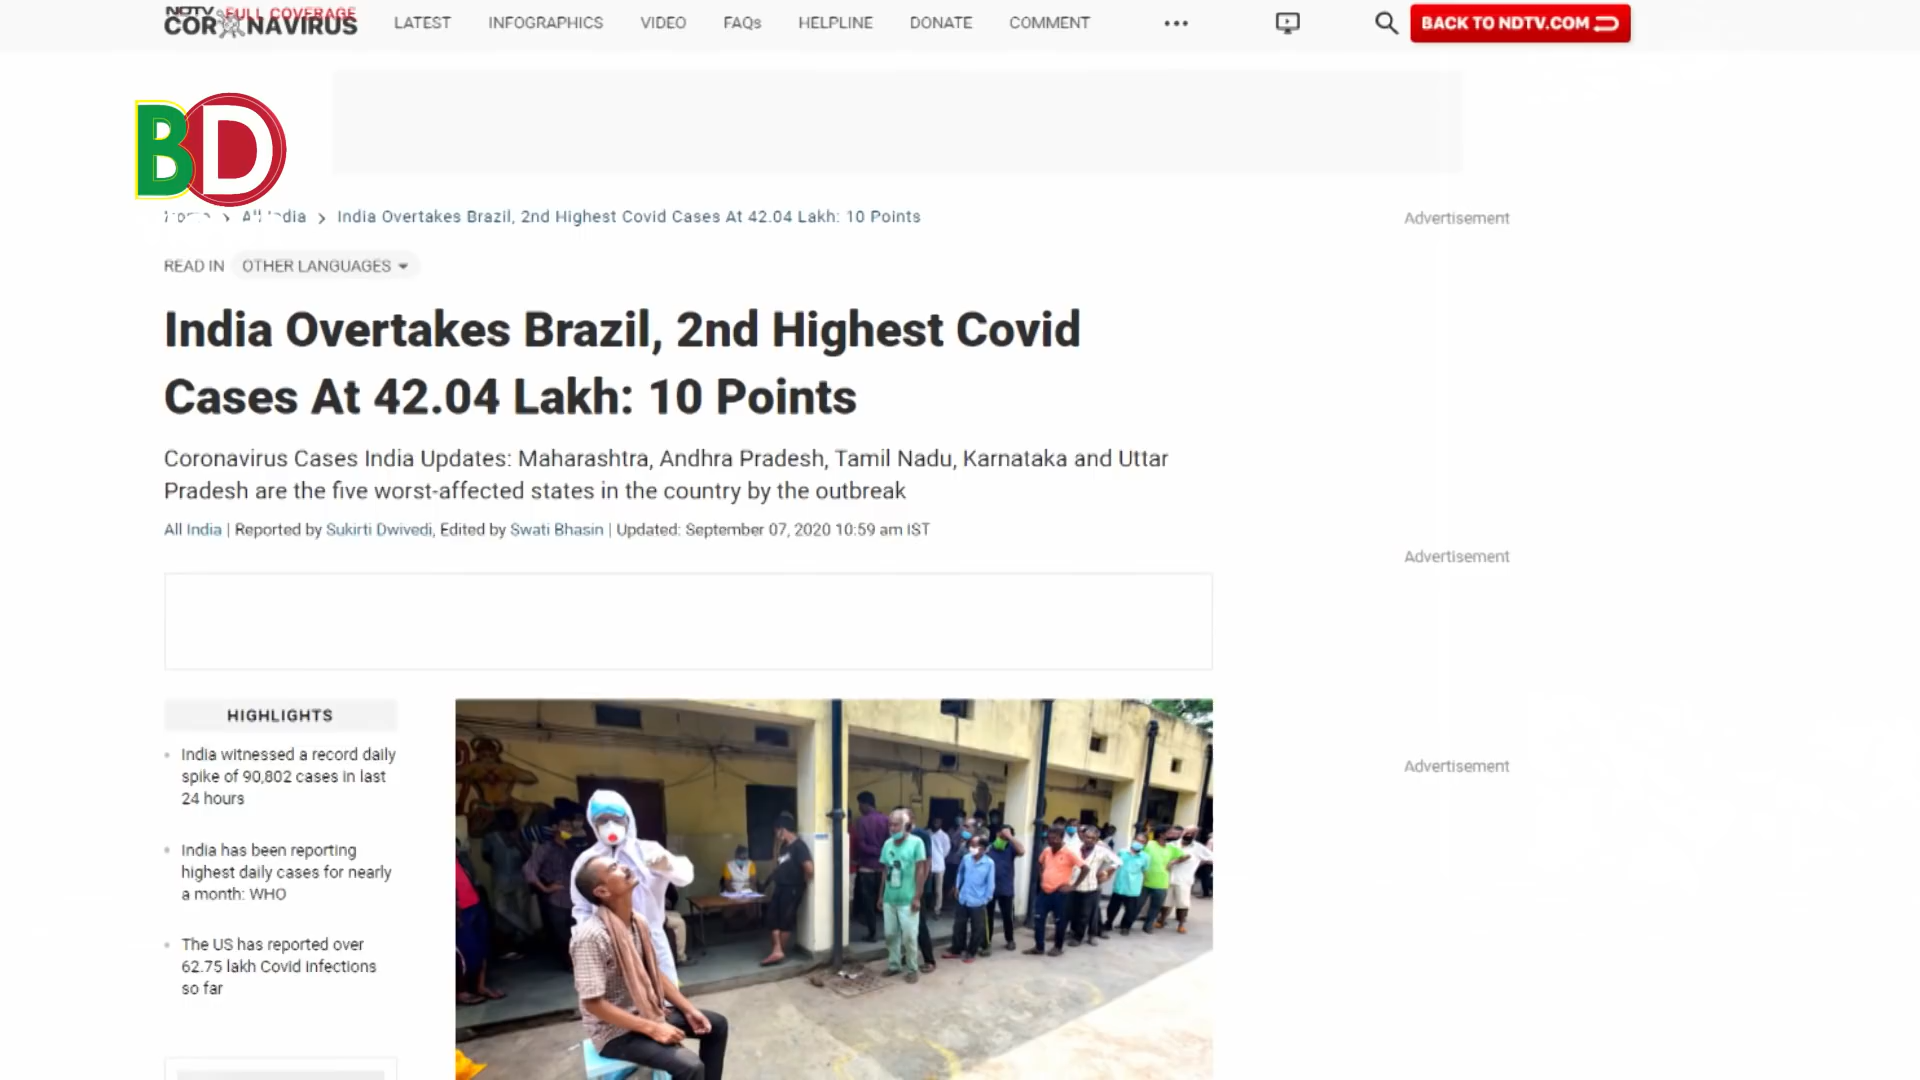 NDTV
FULL COVERAGE
CORONAVIRUS
LATEST INFOGRAPHICS VIDEO FAQs HELPLINE DONATE COMMENT
BACK TO NDTV.COM
BD
Home > All India > India Overtakes Brazil, 2nd Highest Covid Cases At 42.04 Lakh: 10 Points
Advertisement
READ IN OTHER LANGUAGES
India Overtakes Brazil, 2nd Highest Covid
Cases At 42.04 Lakh: 10 Points
Coronavirus Cases India Updates: Maharashtra, Andhra Pradesh, Tamil Nadu, Karnataka and Uttar
Pradesh are the five worst-affected states in the country by the outbreak
All India | Reported by Sukirti Dwivedi, Edited by Swati Bhasin | Updated: September 07, 2020 10:59 am IST
Advertisement
HIGHLIGHTS
India witnessed a record daily
spike of 90,802 cases in last
24 hours
India has been reporting
highest daily cases for nearly
a month: WHO
The US has reported over
62.75 lakh Covid infections
so far
Advertisement